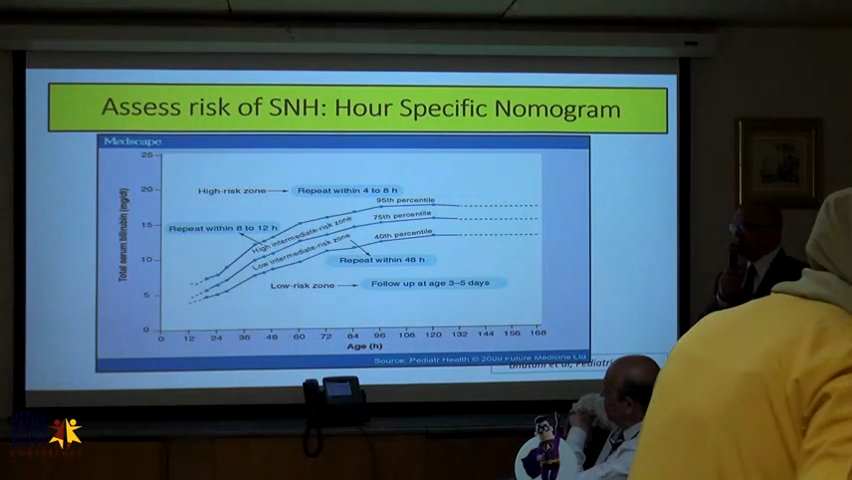 Assess risk of SNH: Hour Specific Nomogram
Medscape
Total serum bilirubin (mg/dl)
25
20
15
10
5
0
High-risk zone
Repeat within 4 to 8 h
95th percentile
75th percentile
40th percentile
Repeat within 8 to 12 h
High intermediate-risk zone
Low intermediate-risk zone
Repeat within 48 h
Low-risk zone
Follow up at age 3–5 days
0 12 24 36 48 60 72 84 96 108 120 132 144 156 168
Age (h)
Source: Pediatr Health © 2009 Future Medicine Ltd